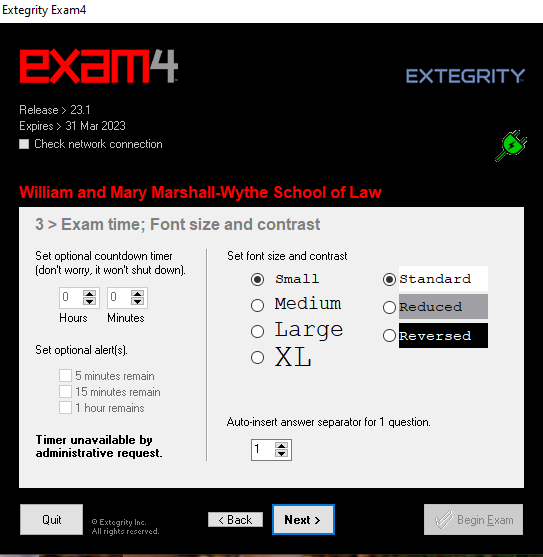 Extegrity Exam4
exam4
EXTEGRITY
Release > 23.1
Expires > 31 Mar 2023
Check network connection
William and Mary Marshall-Wythe School of Law
3 > Exam time; Font size and contrast
Set optional countdown timer
(don't worry, it won't shut down).
0 0
Hours Minutes
Set optional alert(s).
5 minutes remain
15 minutes remain
1 hour remains
Timer unavailable by
administrative request.
Set font size and contrast
Small Standard
Medium Reduced
Large Reversed
XL
Auto-insert answer separator for 1 question.
1
Quit
© Extegrity Inc.
All rights reserved.
< Back
Next >
Begin Exam